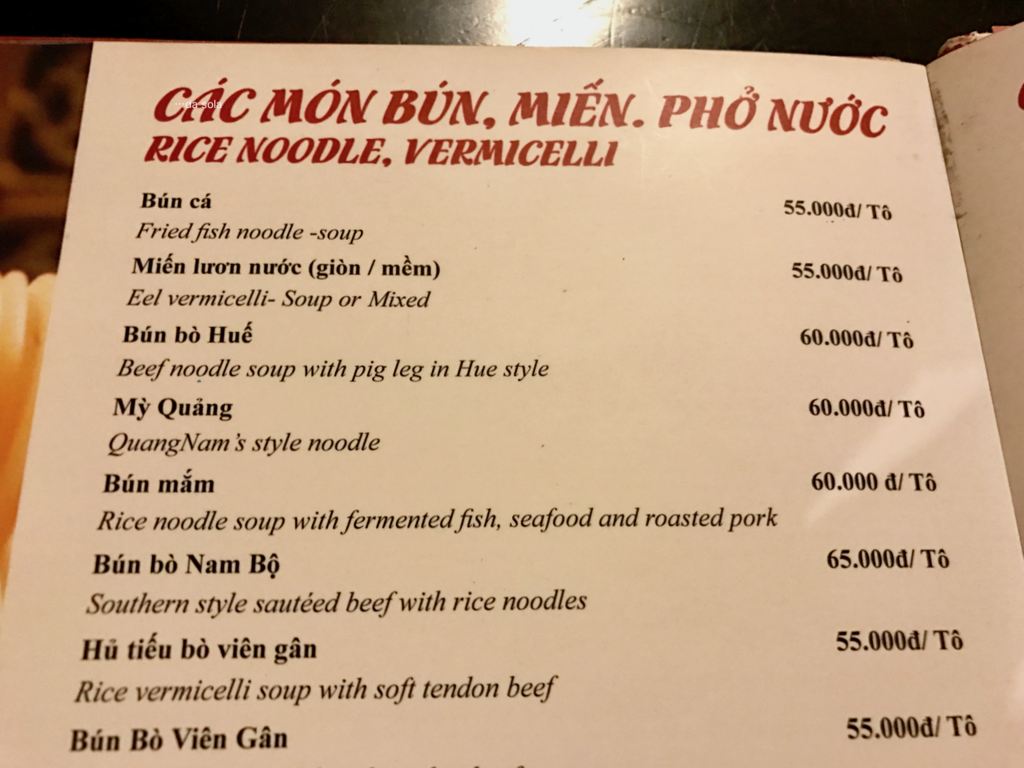 CÁC MÓN BÚN, MIẾN. PHỞ NƯỚC
RICE NOODLE, VERMICELLI
Bún cá 55.000đ/ Tô
Fried fish noodle -soup
Miến lươn nước (giòn / mềm) 55.000đ/ Tô
Eel vermicelli- Soup or Mixed
Bún bò Huế 60.000đ/ Tô
Beef noodle soup with pig leg in Hue style
Mỳ Quảng 60.000đ/ Tô
QuangNam's style noodle
Bún mắm 60.000 đ/ Tô
Rice noodle soup with fermented fish, seafood and roasted pork
Bún bò Nam Bộ 65.000đ/ Tô
Southern style sautéed beef with rice noodles
Hủ tiếu bò viên gân 55.000đ/ Tô
Rice vermicelli soup with soft tendon beef
Bún Bò Viên Gân 55.000đ/ Tô